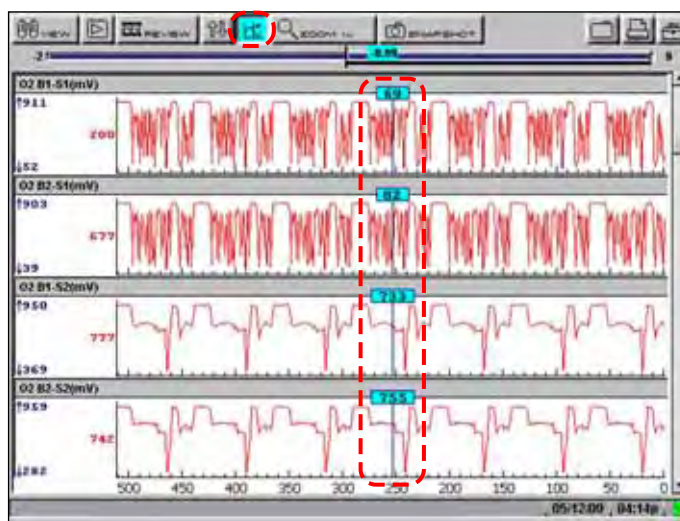 VIEW REVIEW ZOOM 1x SNAPSHOT
O2 B1-S1(mV)
911 69
200
52
O2 B2-S1(mV)
903 62
677
39
O2 B1-S2(mV)
950 733
777
369
O2 B2-S2(mV)
959 755
742
282
500 450 400 350 300 250 200 150 100 50 0
05/12/09 , 04:14p